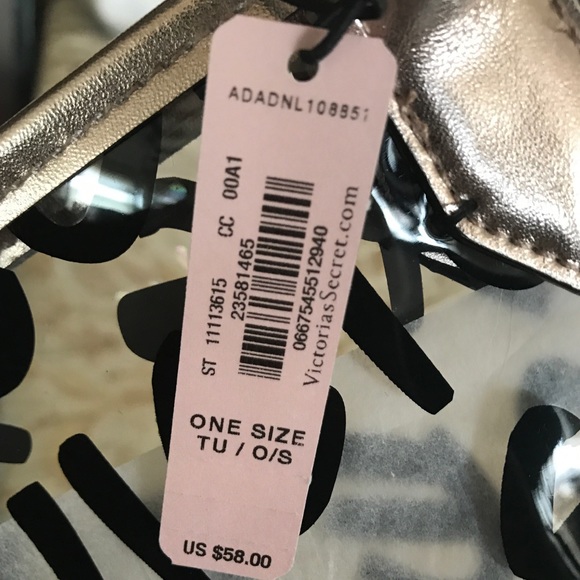 ADADNL108851
ST 11113615 CC 00A1
23581465
0667545512940
VictoriasSecret.com
ONE SIZE
TU / O/S
US $58.00